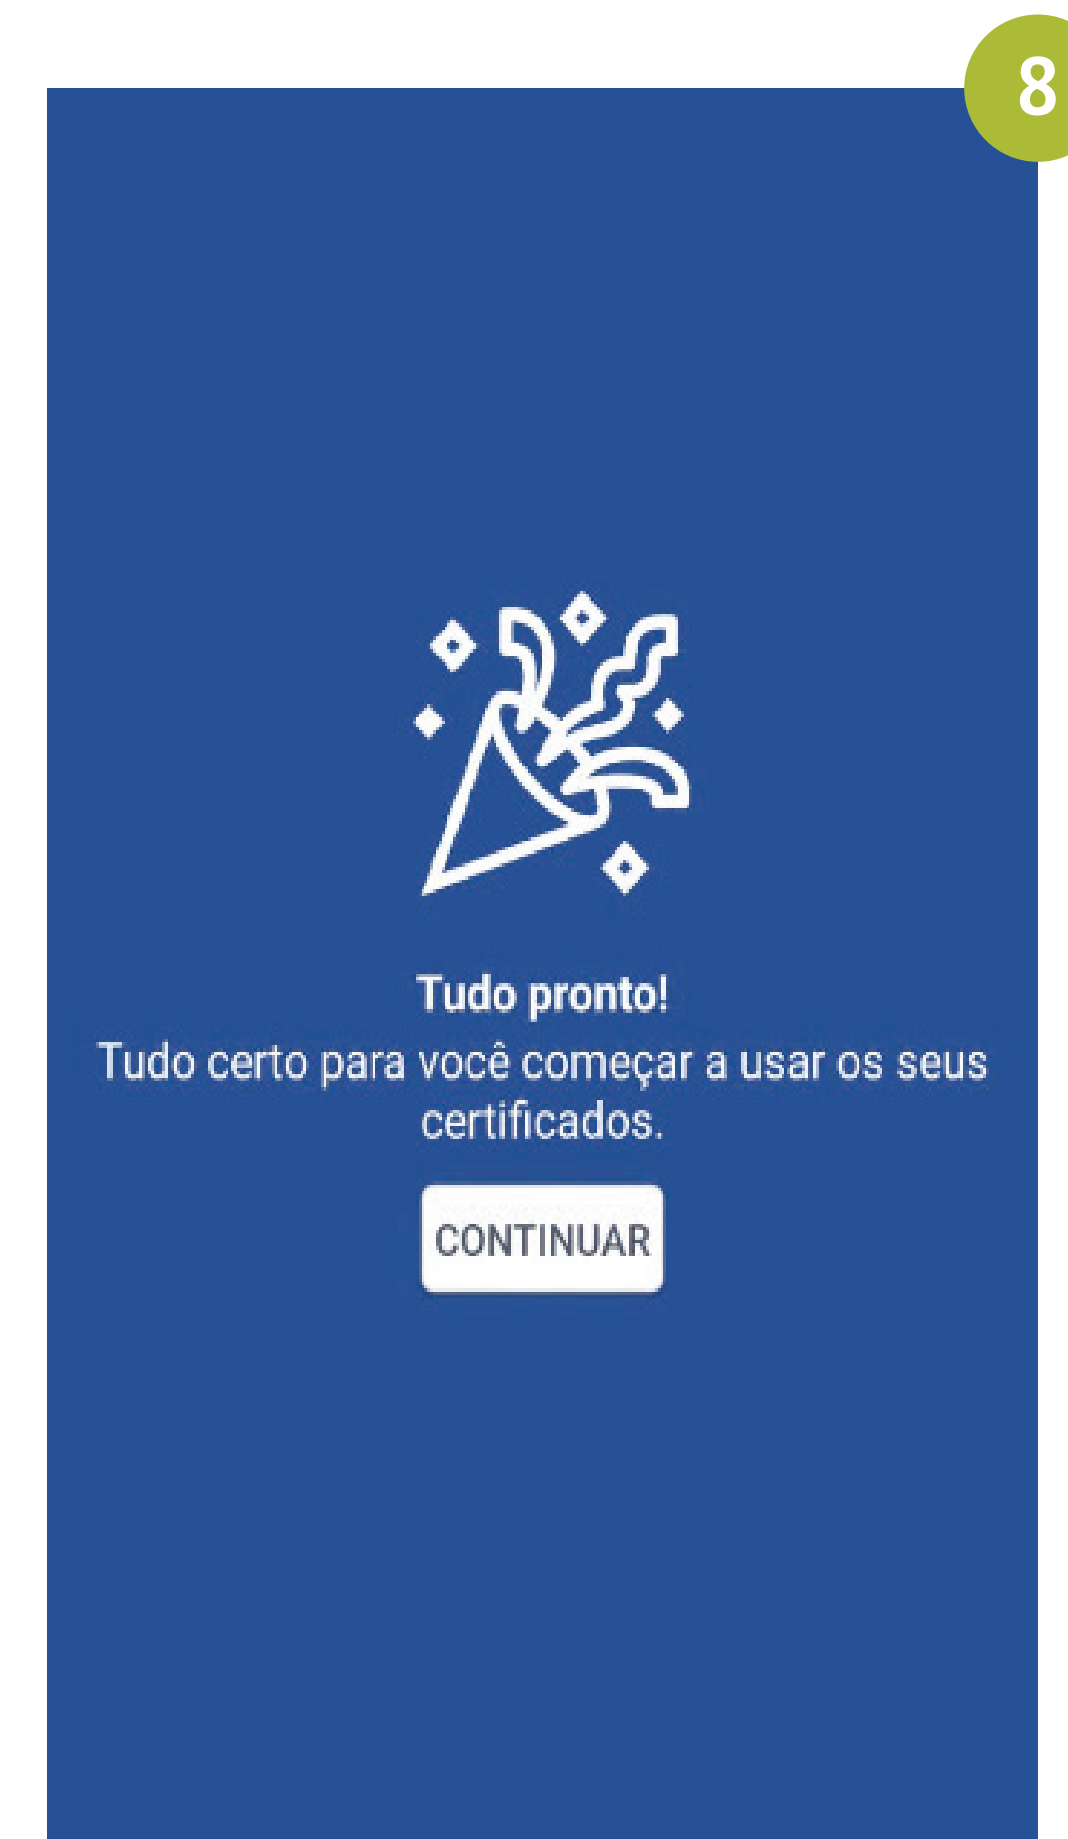 8
Tudo pronto!
Tudo certo para você começar a usar os seus
certificados.
CONTINUAR